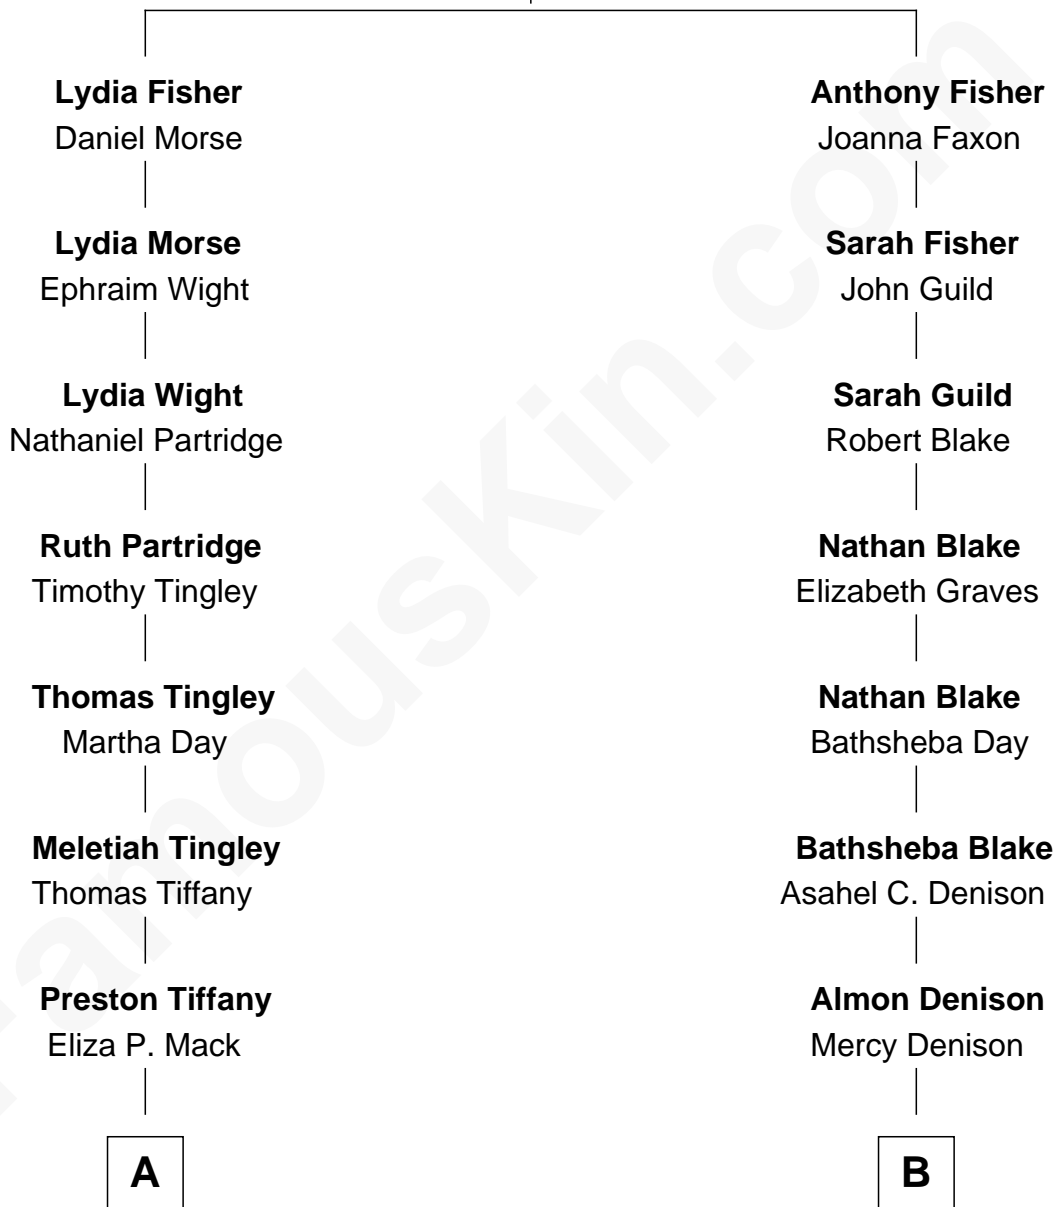 Lydia Fisher
Daniel Morse
Anthony Fisher
Joanna Faxon
Lydia Morse
Ephraim Wight
Sarah Fisher
John Guild
Lydia Wight
Nathaniel Partridge
Sarah Guild
Robert Blake
Ruth Partridge
Timothy Tingley
Nathan Blake
Elizabeth Graves
Thomas Tingley
Martha Day
Nathan Blake
Bathsheba Day
Meletiah Tingley
Thomas Tiffany
Bathsheba Blake
Asahel C. Denison
Preston Tiffany
Eliza P. Mack
Almon Denison
Mercy Denison
A
B
FamousKin.com